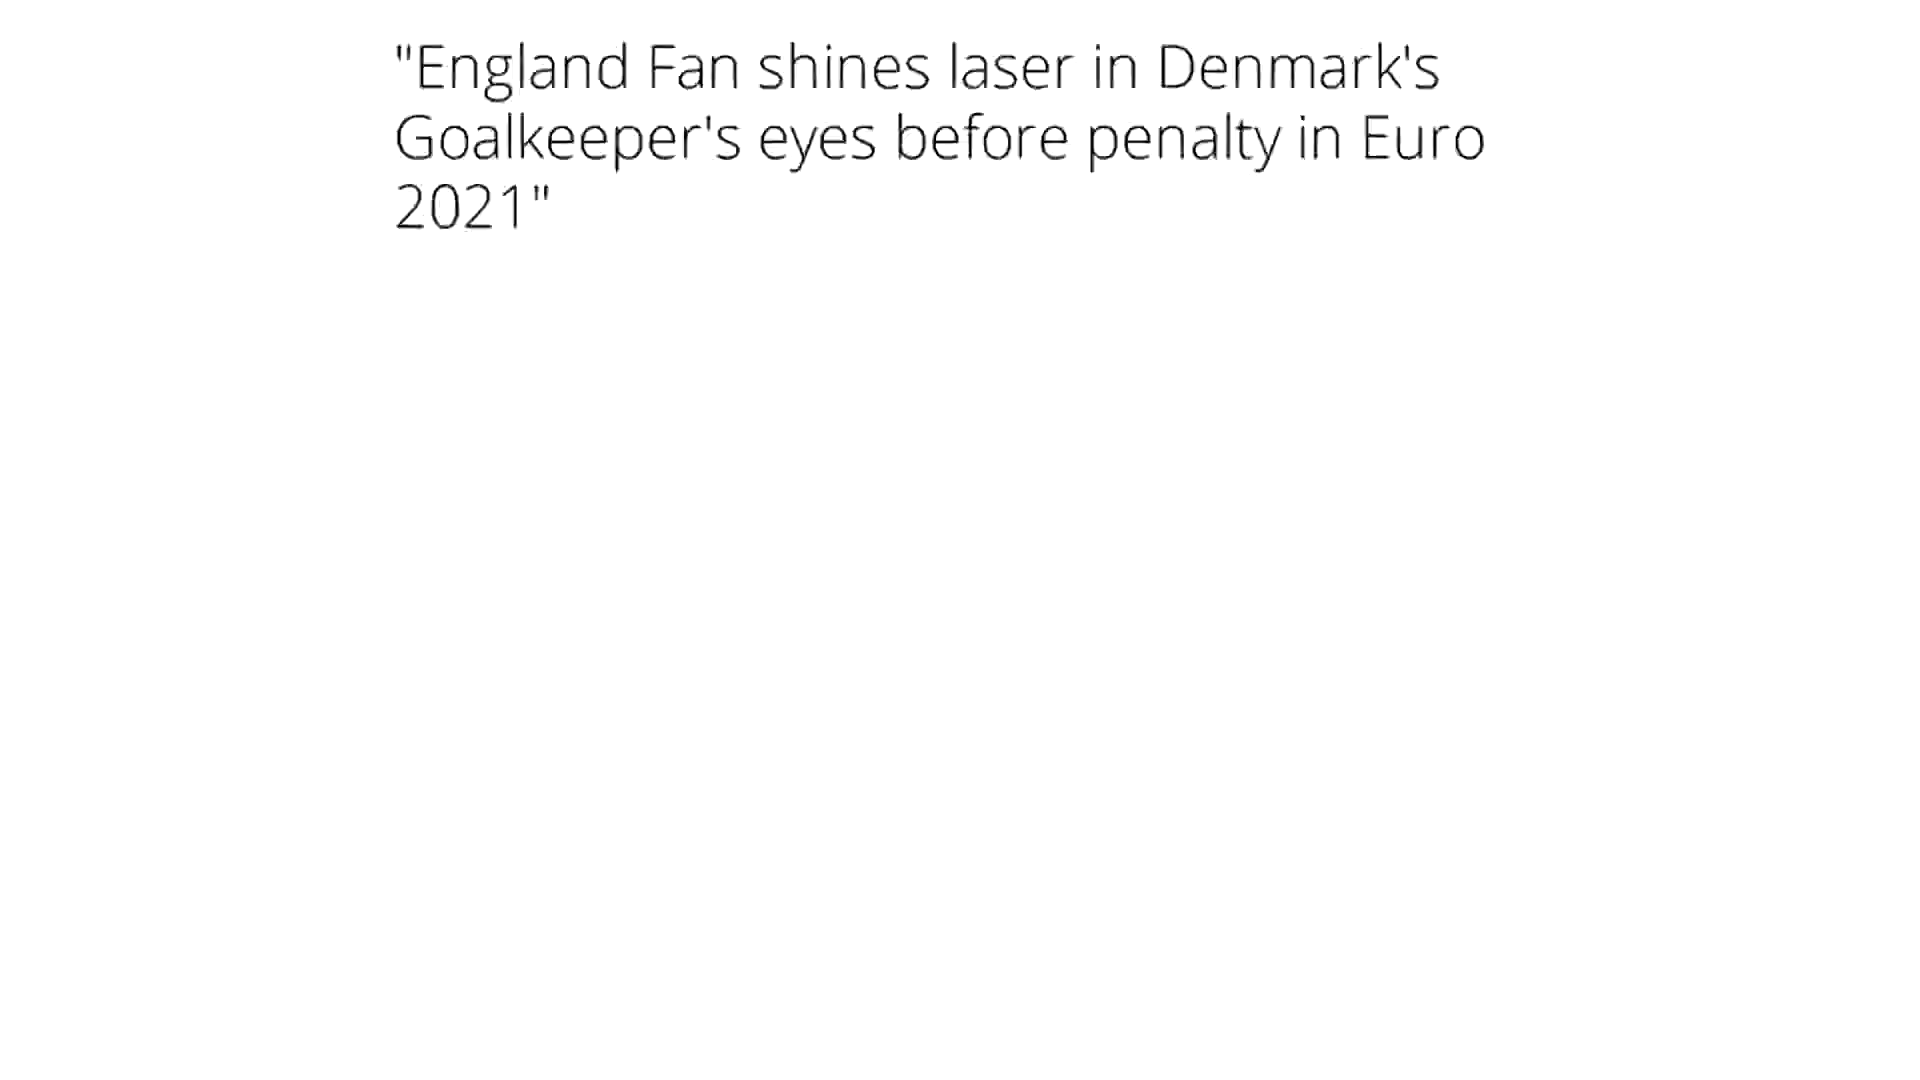 "England Fan shines laser in Denmark's
Goalkeeper's eyes before penalty in Euro
2021"